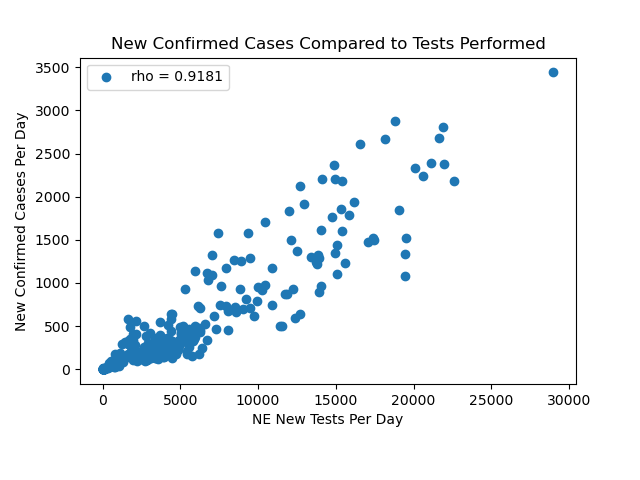 New Confirmed Cases Compared to Tests Performed
rho = 0.9181
New Confirmed Caeses Per Day
3500
3000
2500
2000
1500
1000
500
0
0 5000 10000 15000 20000 25000 30000
NE New Tests Per Day